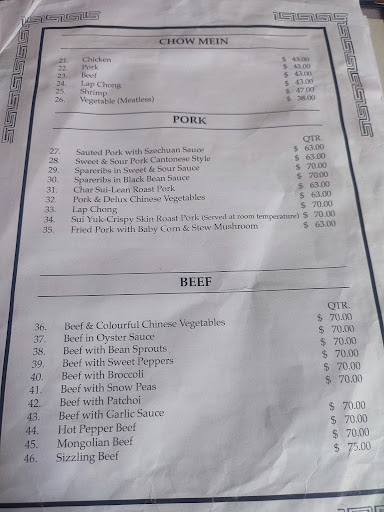 CHOW MEIN
21. Chicken $ 43.00
22. Pork $ 43.00
23. Beef $ 43.00
24. Lap Chong $ 43.00
25. Shrimp $ 47.00
26. Vegetable (Meatless) $ 38.00
PORK
QTR.
27. Sauted Pork with Szechuan Sauce $ 63.00
28. Sweet & Sour Pork Cantonese Style $ 63.00
29. Spareribs in Sweet & Sour Sauce $ 70.00
30. Spareribs in Black Bean Sauce $ 70.00
31. Char Sui-Lean Roast Pork $ 63.00
32. Pork & Delux Chinese Vegetables $ 63.00
33. Lap Chong $ 70.00
34. Sui Yuk-Crispy Skin Roast Pork (Served at room temperature) $ 70.00
35. Fried Pork with Baby Corn & Stew Mushroom $ 63.00
BEEF
QTR.
36. Beef & Colourful Chinese Vegetables $ 70.00
37. Beef in Oyster Sauce $ 70.00
38. Beef with Bean Sprouts $ 70.00
39. Beef with Sweet Peppers $ 70.00
40. Beef with Broccoli $ 70.00
41. Beef with Snow Peas $ 70.00
42. Beef with Patchoi
43. Beef with Garlic Sauce $ 70.00
44. Hot Pepper Beef $ 70.00
45. Mongolian Beef $ 70.00
46. Sizzling Beef $ 75.00